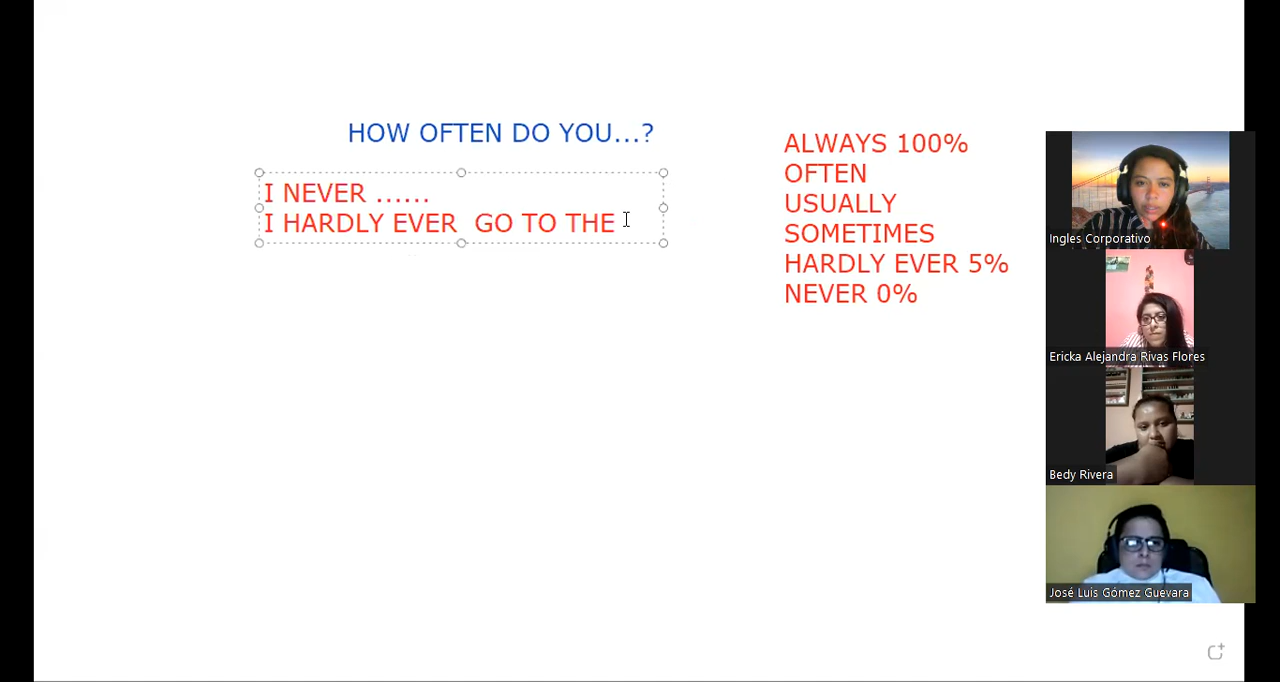 HOW OFTEN DO YOU...?
I NEVER ......
I HARDLY EVER  GO TO THE
ALWAYS 100%
OFTEN
USUALLY
SOMETIMES
HARDLY EVER 5%
NEVER 0%
Ingles Corporativo
Ericka Alejandra Rivas Flores
Bedy Rivera
José Luis Gómez Guevara